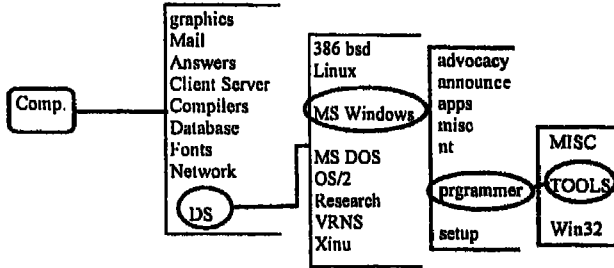 Comp.
graphics
Mail
Answers
Client Server
Compilers
Database
Fonts
Network
DS
386 bsd
Linux
MS Windows
MS DOS
OS/2
Research
VRNS
Xinu
advocacy
announce
apps
misc
nt
prgrammer
setup
MISC
TOOLS
Win32